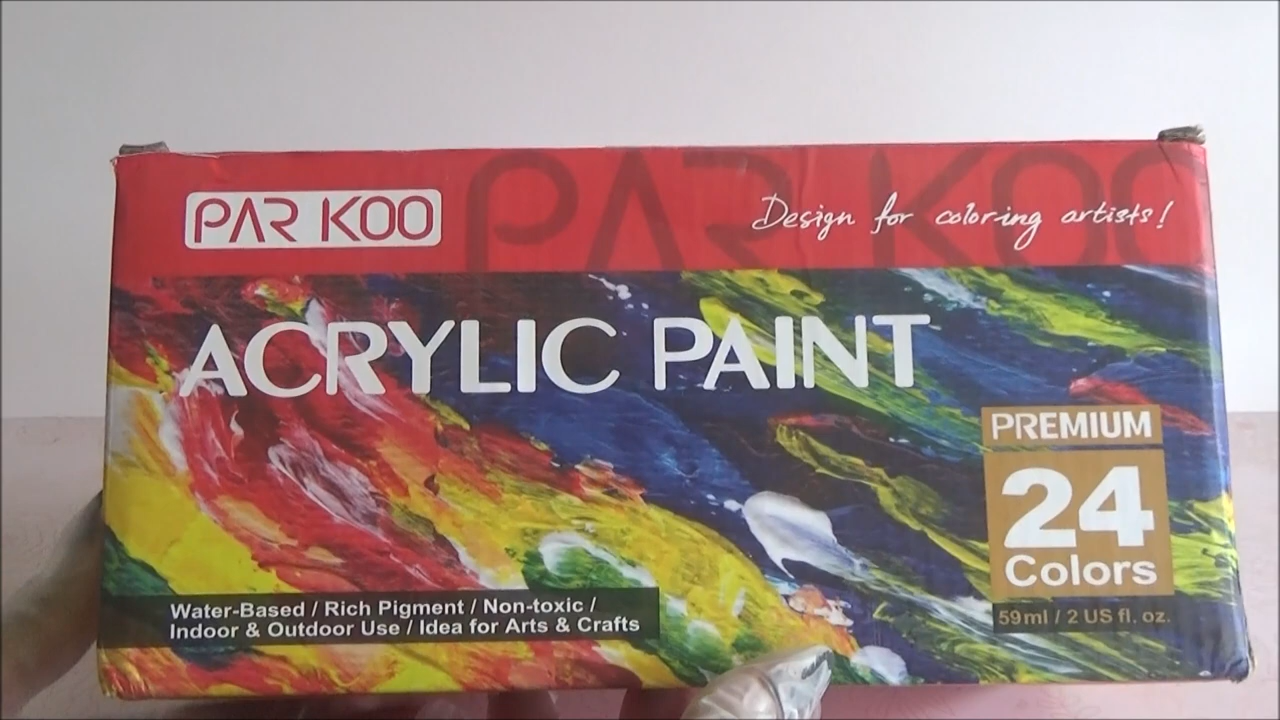 PAR KOO
PAR KOO
Design for coloring artists!
ACRYLIC PAINT
PREMIUM
24
Colors
59ml / 2 US fl. oz.
Water-Based / Rich Pigment / Non-toxic /
Indoor & Outdoor Use / Idea for Arts & Crafts